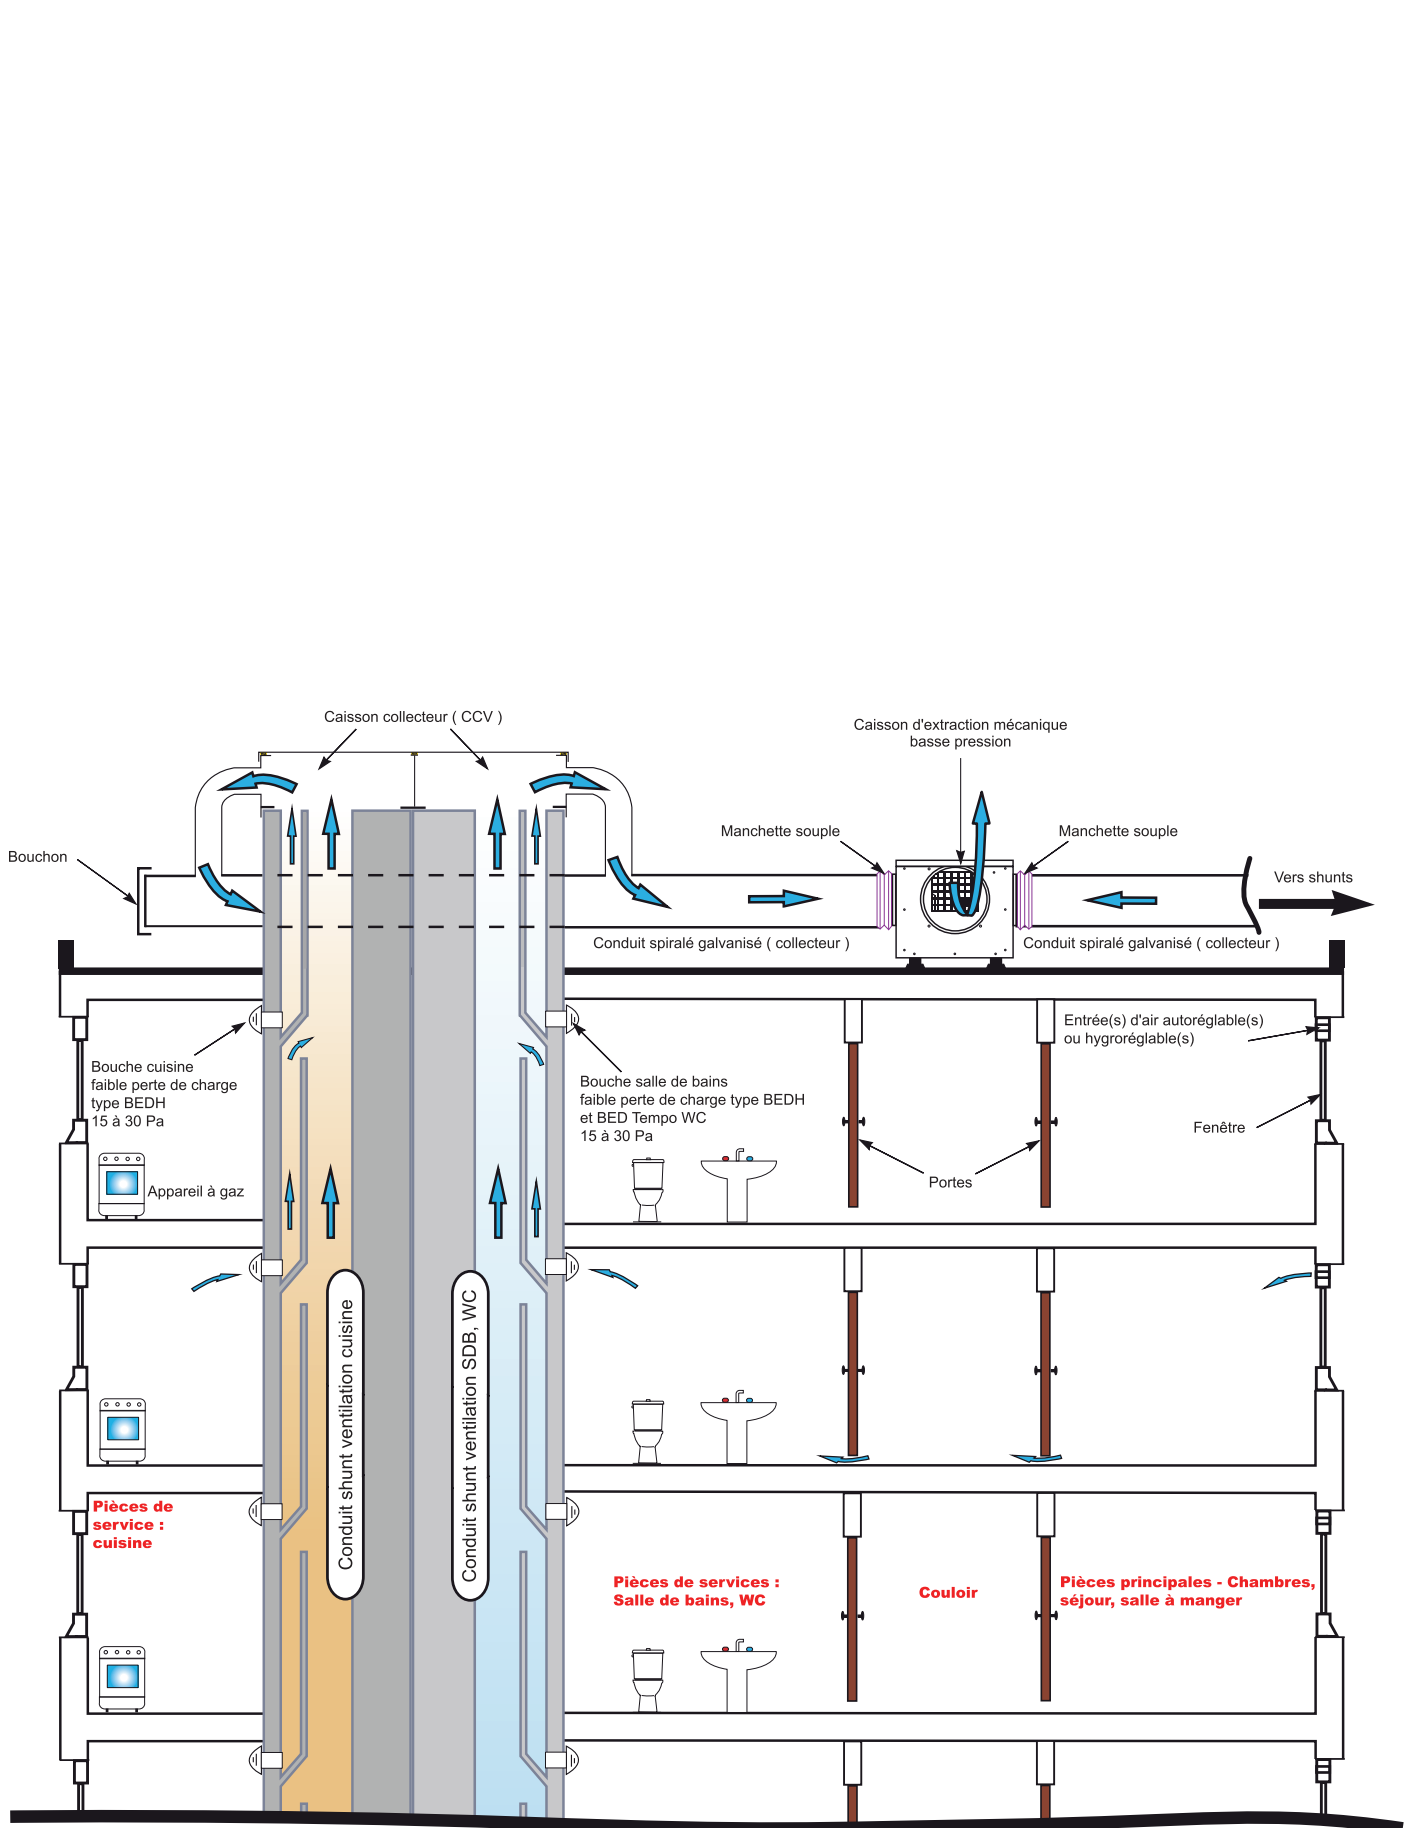 Caisson collecteur ( CCV )
Caisson d'extraction mécanique
basse pression
Manchette souple
Manchette souple
Bouchon
Vers shunts
Conduit spiralé galvanisé ( collecteur )
Conduit spiralé galvanisé ( collecteur )
Entrée(s) d'air autoréglable(s)
ou hygroréglable(s)
Bouche cuisine
faible perte de charge
type BEDH
15 à 30 Pa
Bouche salle de bains
faible perte de charge type BEDH
et BED Tempo WC
15 à 30 Pa
Fenêtre
Portes
Appareil à gaz
Conduit shunt ventilation cuisine
Conduit shunt ventilation SDB, WC
Pièces de
service :
cuisine
Pièces de services :
Salle de bains, WC
Couloir
Pièces principales - Chambres,
séjour, salle à manger